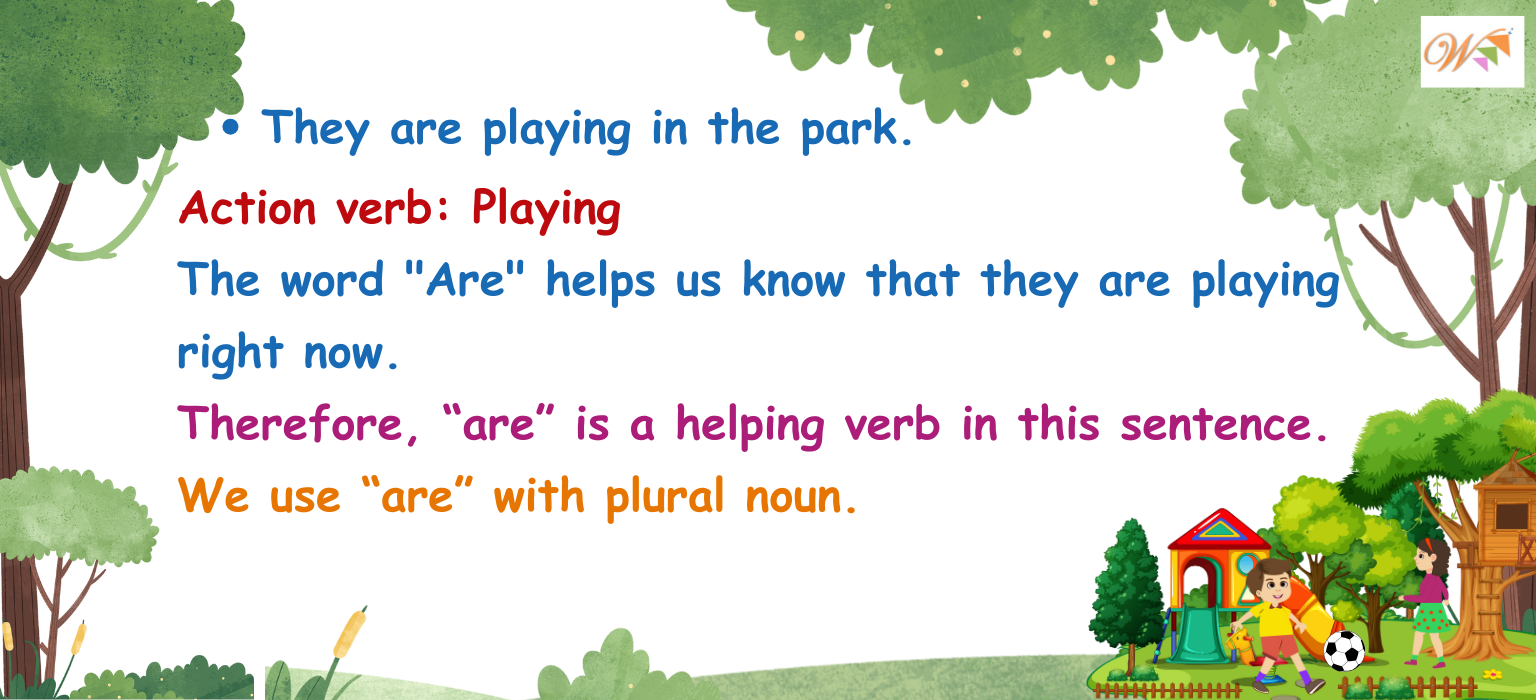 • They are playing in the park.
Action verb: Playing
The word "Are" helps us know that they are playing
right now.
Therefore, “are” is a helping verb in this sentence.
We use “are” with plural noun.
W